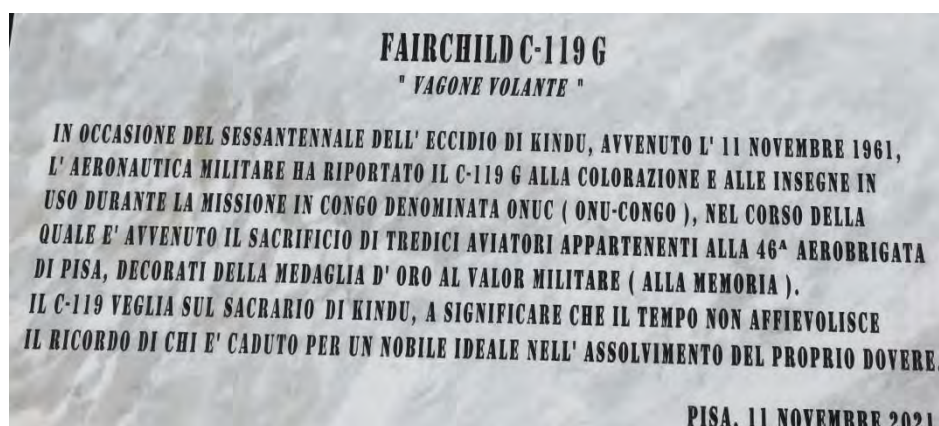 FAIRCHILD C-119 G
" VAGONE VOLANTE "
IN OCCASIONE DEL SESSANTENNALE DELL' ECCIDIO DI KINDU, AVVENUTO L' 11 NOVEMBRE 1961,
L' AERONAUTICA MILITARE HA RIPORTATO IL C-119 G ALLA COLORAZIONE E ALLE INSEGNE IN
USO DURANTE LA MISSIONE IN CONGO DENOMINATA ONUC ( ONU-CONGO ), NEL CORSO DELLA
QUALE E' AVVENUTO IL SACRIFICIO DI TREDICI AVIATORI APPARTENENTI ALLA 46ᴬ AEROBRIGATA
DI PISA, DECORATI DELLA MEDAGLIA D' ORO AL VALOR MILITARE ( ALLA MEMORIA ).
IL C-119 VEGLIA SUL SACRARIO DI KINDU, A SIGNIFICARE CHE IL TEMPO NON AFFIEVOLISCE
IL RICORDO DI CHI E' CADUTO PER UN NOBILE IDEALE NELL' ASSOLVIMENTO DEL PROPRIO DOVERE.
PISA, 11 NOVEMBRE 2021